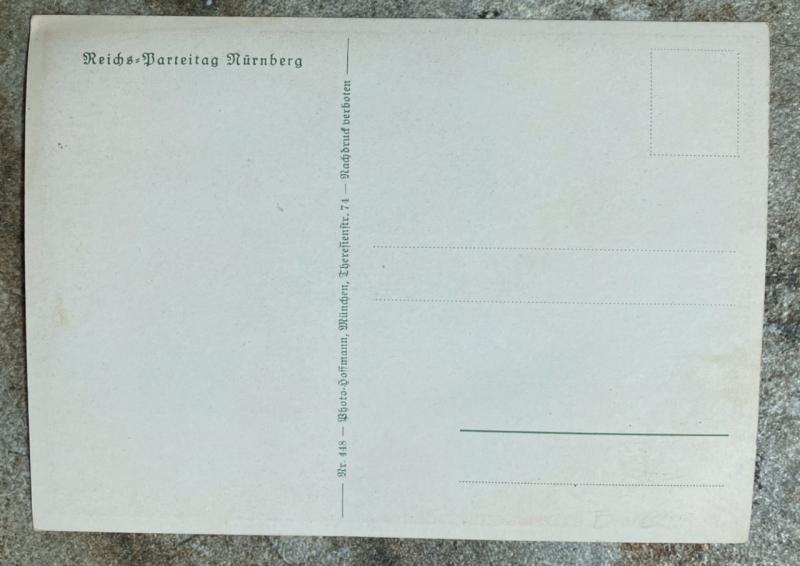 Reichs-Parteitag Nürnberg
Nr. 448 — Photo-Hoffmann, München, Theresienstr. 74 — Nachdruck verboten